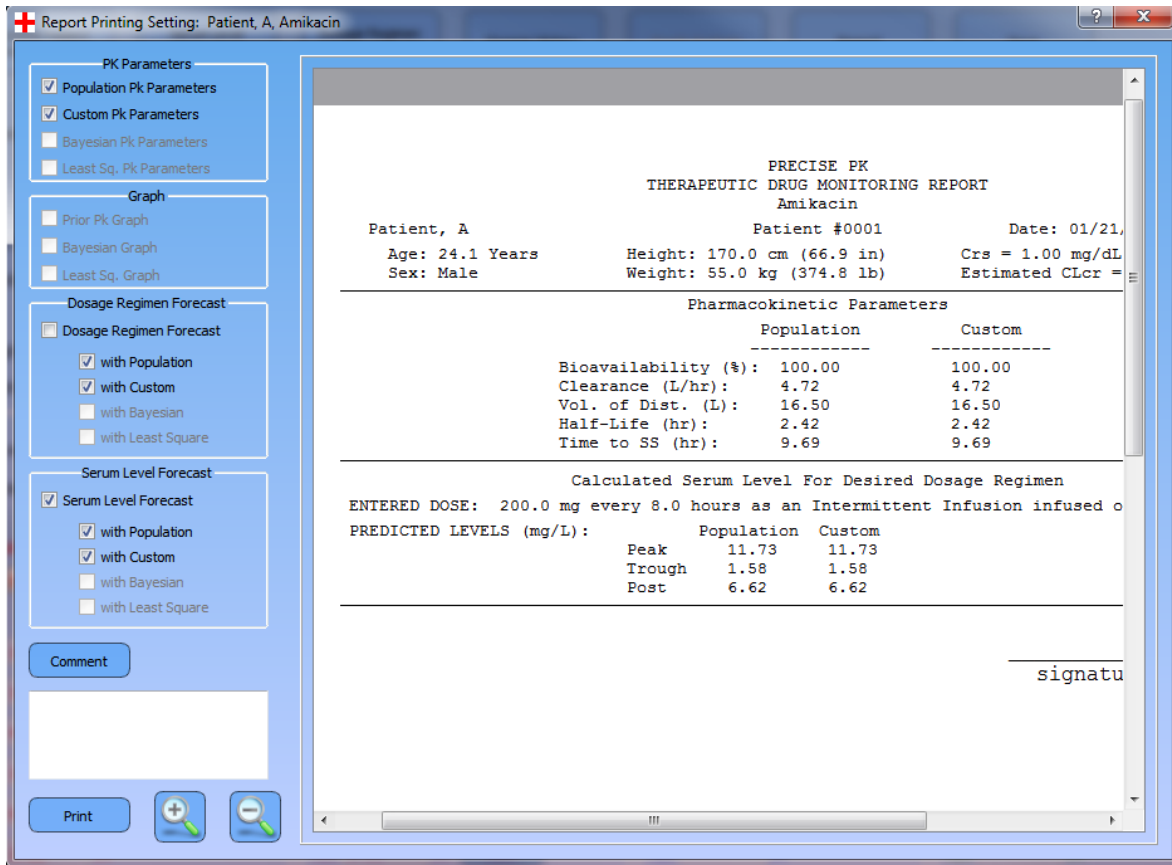 Report Printing Setting: Patient, A, Amikacin
?
X
PK Parameters
Population Pk Parameters
Custom Pk Parameters
Bayesian Pk Parameters
Least Sq. Pk Parameters
Graph
Prior Pk Graph
Bayesian Graph
Least Sq. Graph
Dosage Regimen Forecast
Dosage Regimen Forecast
with Population
with Custom
with Bayesian
with Least Square
Serum Level Forecast
Serum Level Forecast
with Population
with Custom
with Bayesian
with Least Square
Comment
Print
PRECISE PK
THERAPEUTIC DRUG MONITORING REPORT
Amikacin
Patient, A Patient #0001 Date: 01/21,
Age: 24.1 Years Height: 170.0 cm (66.9 in) Crs = 1.00 mg/dL
Sex: Male Weight: 55.0 kg (374.8 lb) Estimated CLcr =
Pharmacokinetic Parameters
Population Custom
------------ ------------
Bioavailability (%): 100.00 100.00
Clearance (L/hr): 4.72 4.72
Vol. of Dist. (L): 16.50 16.50
Half-Life (hr): 2.42 2.42
Time to SS (hr): 9.69 9.69
Calculated Serum Level For Desired Dosage Regimen
ENTERED DOSE: 200.0 mg every 8.0 hours as an Intermittent Infusion infused o
PREDICTED LEVELS (mg/L): Population Custom
Peak 11.73 11.73
Trough 1.58 1.58
Post 6.62 6.62
signatu